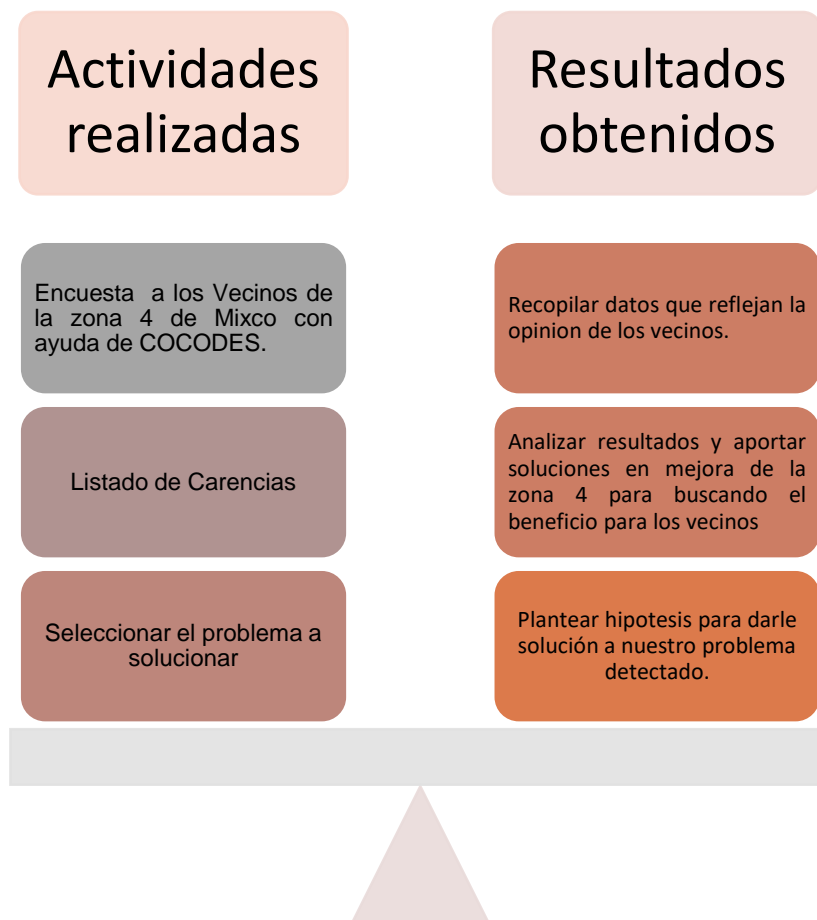 Actividades
realizadas
Resultados
obtenidos
Encuesta a los Vecinos de
la zona 4 de Mixco con
ayuda de COCODES.
Recopilar datos que reflejan la
opinion de los vecinos.
Listado de Carencias
Analizar resultados y aportar
soluciones en mejora de la
zona 4 para buscando el
beneficio para los vecinos
Seleccionar el problema a
solucionar
Plantear hipotesis para darle
solución a nuestro problema
detectado.